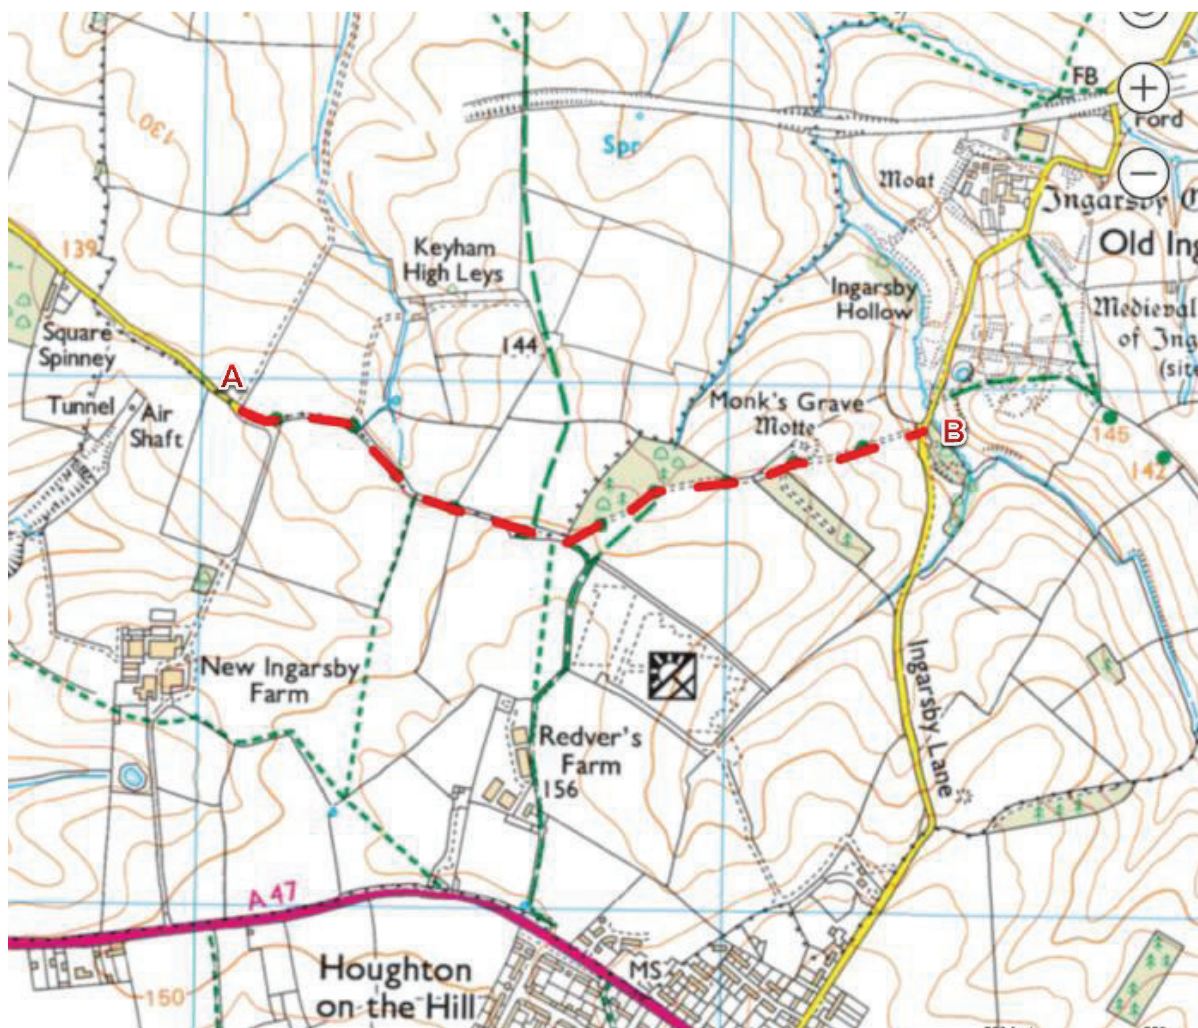 FB
+
Ford
130
Spr
Moat
−
Ingarsby
139
Keyham
High Leys
Old Ing
Ingarsby
Hollow
Medieval
of Ing
(site
Square
Spinney
144
A
Monk's Grave
Motte
Tunnel
Air
Shaft
B
145
142
New Ingarsby
Farm
Ingarsby Lane
Redver's
Farm
156
A 47
Houghton
on the Hill
MS
150